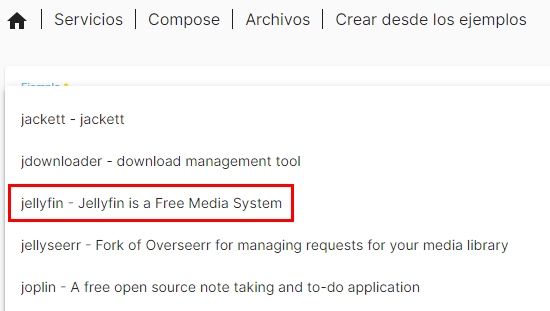 Servicios | Compose | Archivos | Crear desde los ejemplos
Ejemplo *
jackett - jackett
jdownloader - download management tool
jellyfin - Jellyfin is a Free Media System
jellyseerr - Fork of Overseerr for managing requests for your media library
joplin - A free open source note taking and to-do application